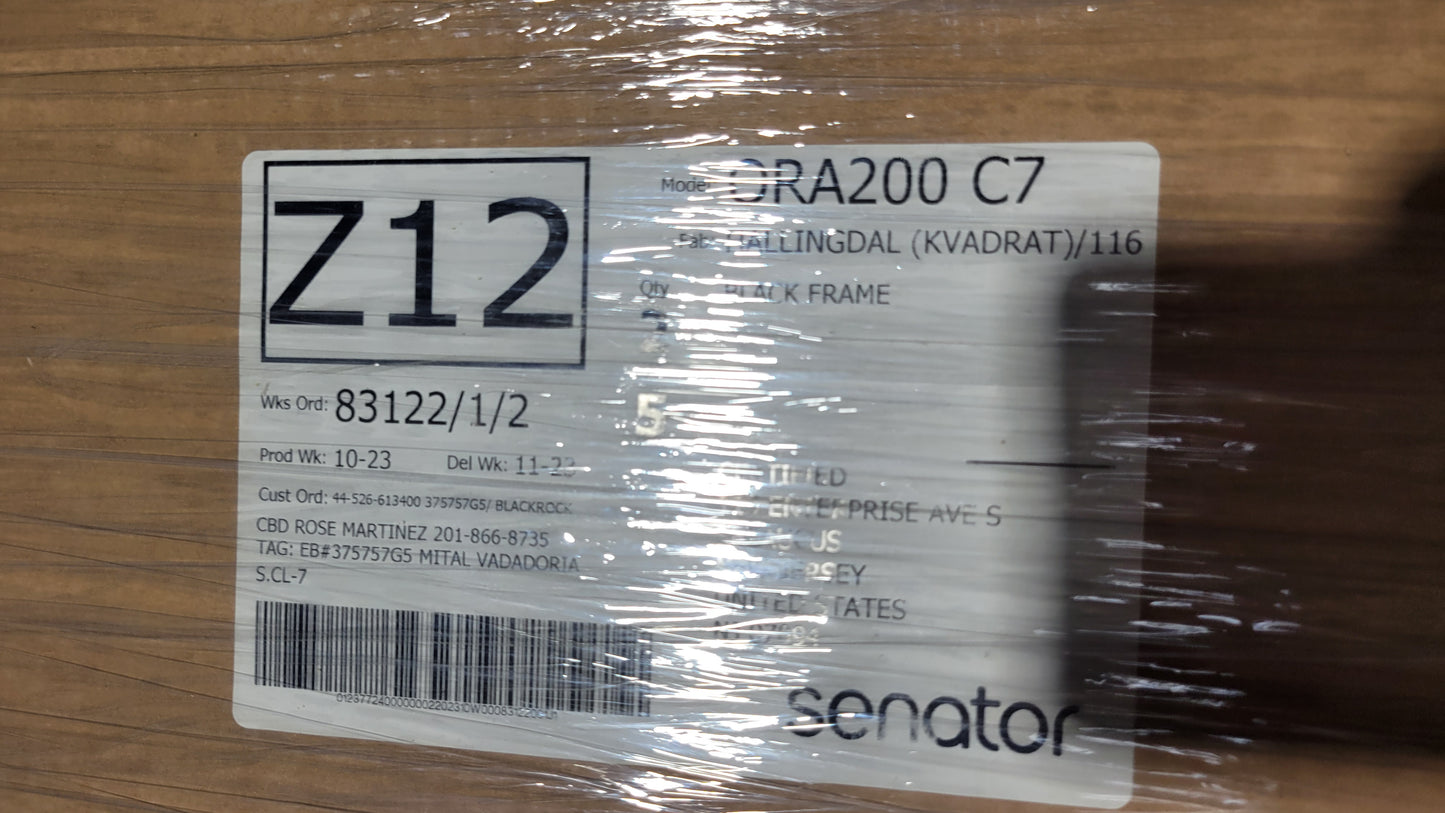 Z12
Model ORA200 C7
HALLINGDAL (KVADRAT)/116
Qty BLACK FRAME
Wks Ord: 83122/1/2
5
Prod Wk: 10-23 Del Wk: 11-23
Cust Ord: 44-526-613400 375757G5/ BLACKROCK
CBD ROSE MARTINEZ 201-866-8735
TAG: EB#375757G5 MITAL VADADORIA
S.CL-7
ENTERPRISE AVE S
JERSEY
UNITED STATES
senator